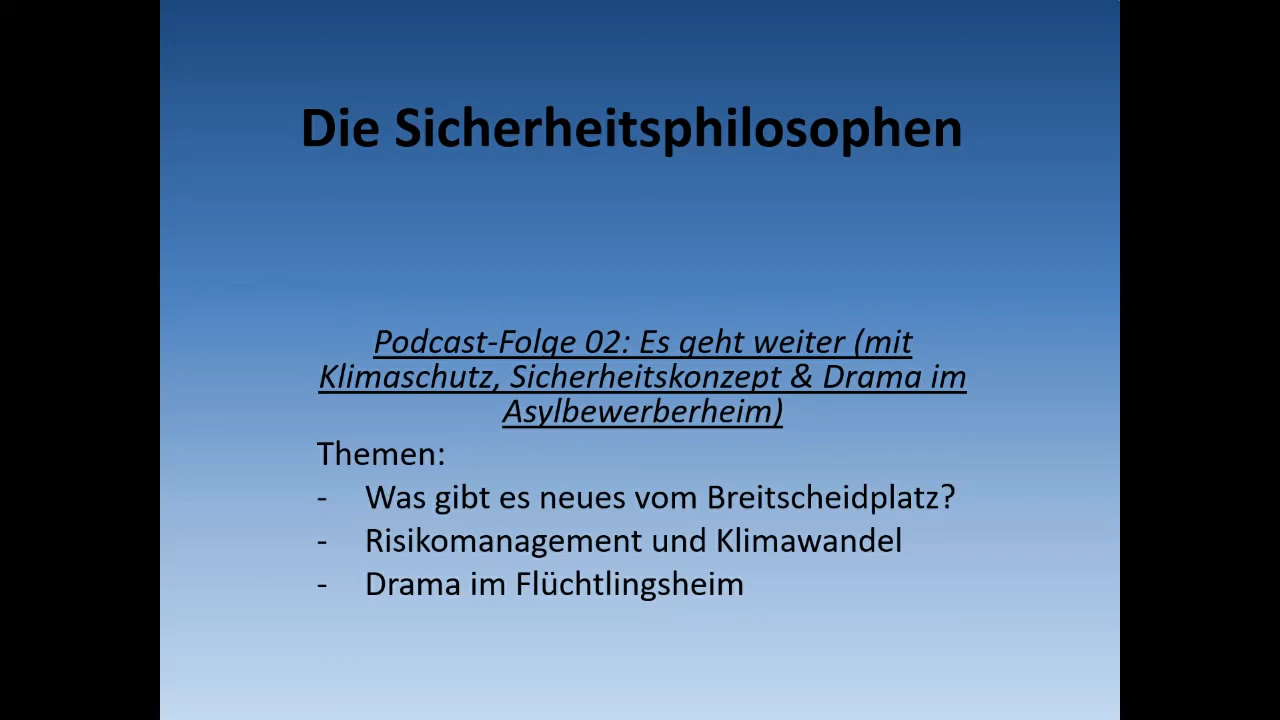 Die Sicherheitsphilosophen
Podcast-Folge 02: Es geht weiter (mit
Klimaschutz, Sicherheitskonzept & Drama im
Asylbewerberheim)
Themen:
- Was gibt es neues vom Breitscheidplatz?
- Risikomanagement und Klimawandel
- Drama im Flüchtlingsheim